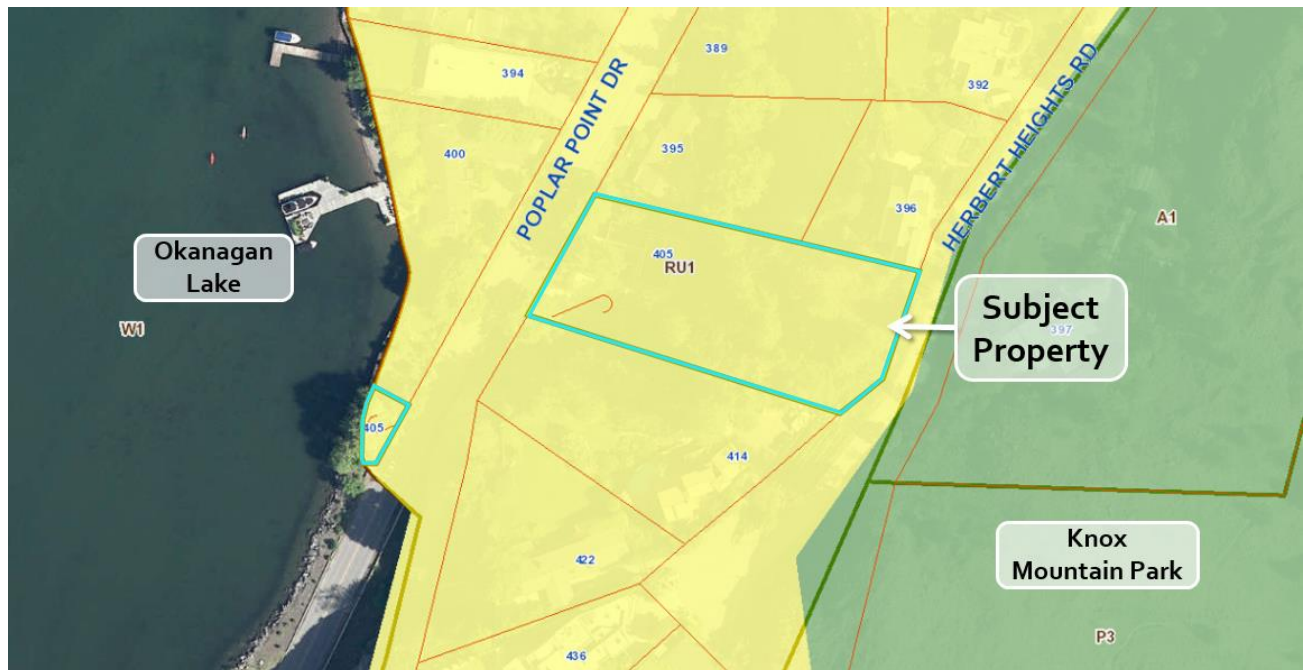 389
394
392
POPLAR POINT DR
HERBERT HEIGHTS RD
400
395
396
A1
405
RU1
Okanagan
Lake
W1
Subject
Property
397
405
414
Knox
Mountain Park
422
P3
436